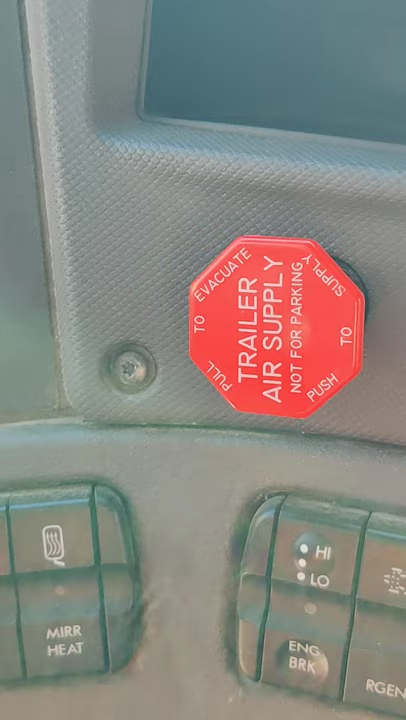 PULL TO EVACUATE
TRAILER
AIR SUPPLY
NOT FOR PARKING
PUSH TO SUPPLY
MIRR
HEAT
HI
LO
ENG
BRK
RGEN